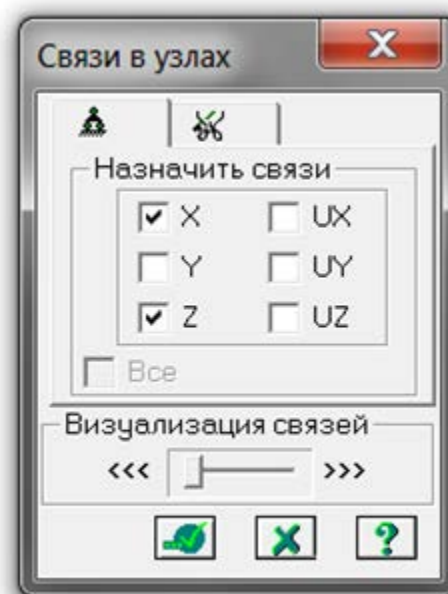 Связи в узлах
Назначить связи
X UX
Y UY
Z UZ
Все
Визуализация связей
<<< >>>